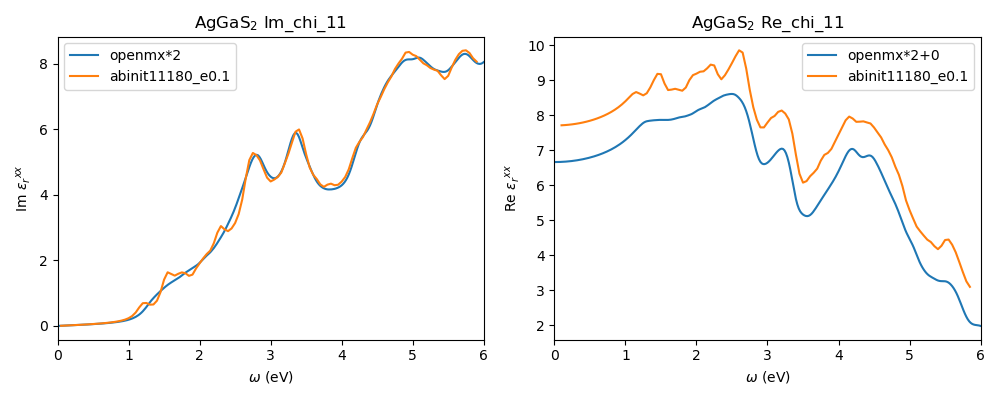 AgGaS₂ Im_chi_11
openmx*2
abinit11180_e0.1
Im εᵣˣˣ
8
6
4
2
0
0 1 2 3 4 5 6
ω (eV)
AgGaS₂ Re_chi_11
openmx*2+0
abinit11180_e0.1
Re εᵣˣˣ
10
9
8
7
6
5
4
3
2
0 1 2 3 4 5 6
ω (eV)